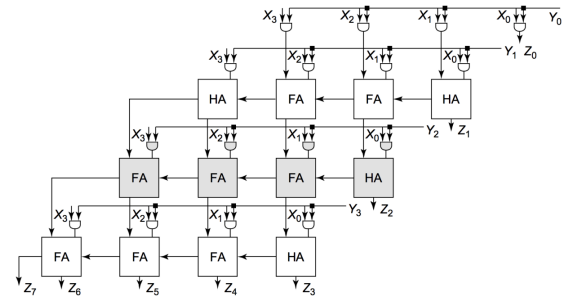 X3 X2 X1 X0 Y0
Z0
X3 X2 X1 X0 Y1
HA FA FA HA
Z1
X3 X2 X1 X0 Y2
FA FA FA HA
Z2
X3 X2 X1 X0 Y3
FA FA FA HA
Z7 Z6 Z5 Z4 Z3